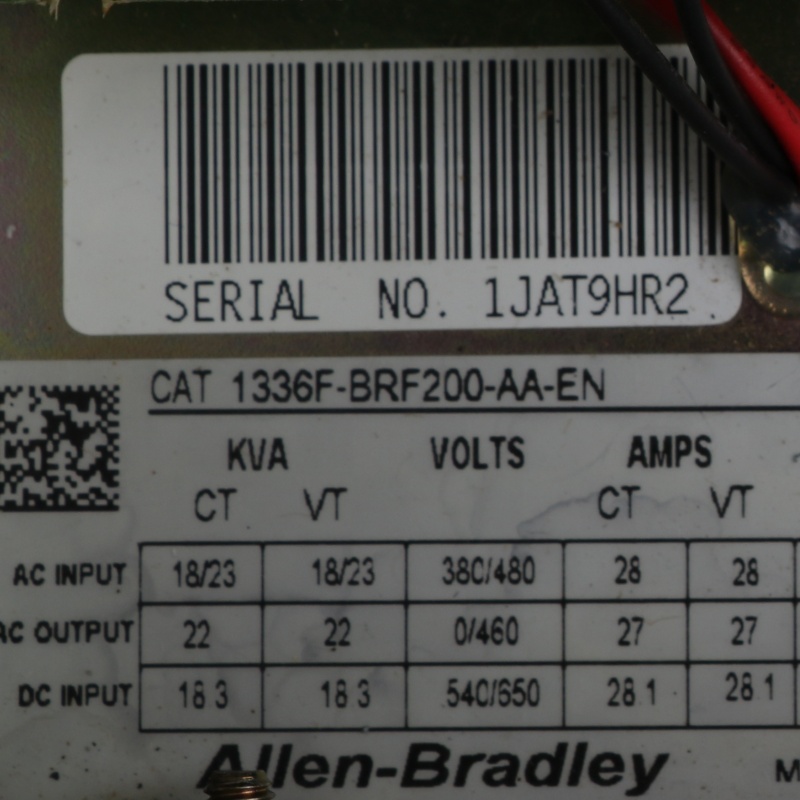 SERIAL NO. 1JAT9HR2
CAT 1336F-BRF200-AA-EN
KVA VOLTS AMPS
CT VT CT VT
AC INPUT 18/23 18/23 380/480 28 28
AC OUTPUT 22 22 0/460 27 27
DC INPUT 18.3 18.3 540/650 28.1 28.1
Allen-Bradley M